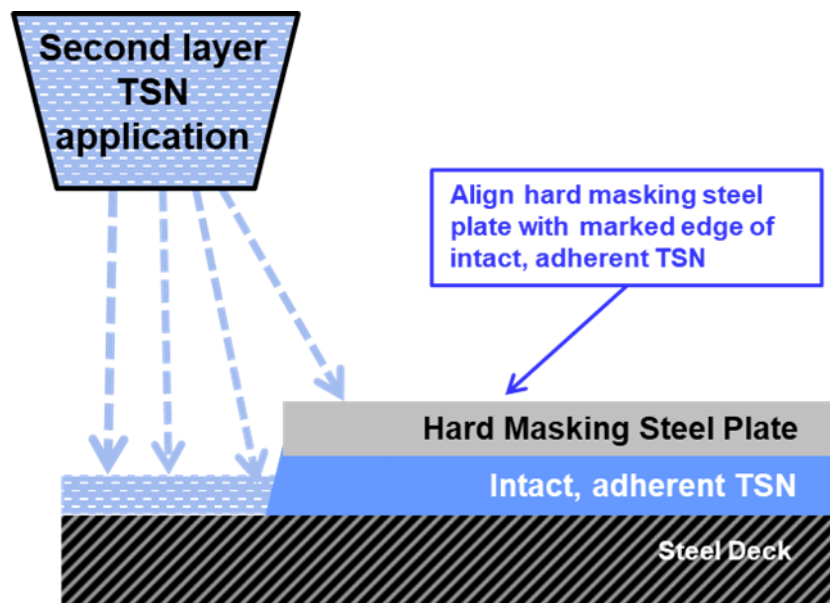 Second layer
TSN
application
Align hard masking steel
plate with marked edge of
intact, adherent TSN
Hard Masking Steel Plate
Intact, adherent TSN
Steel Deck